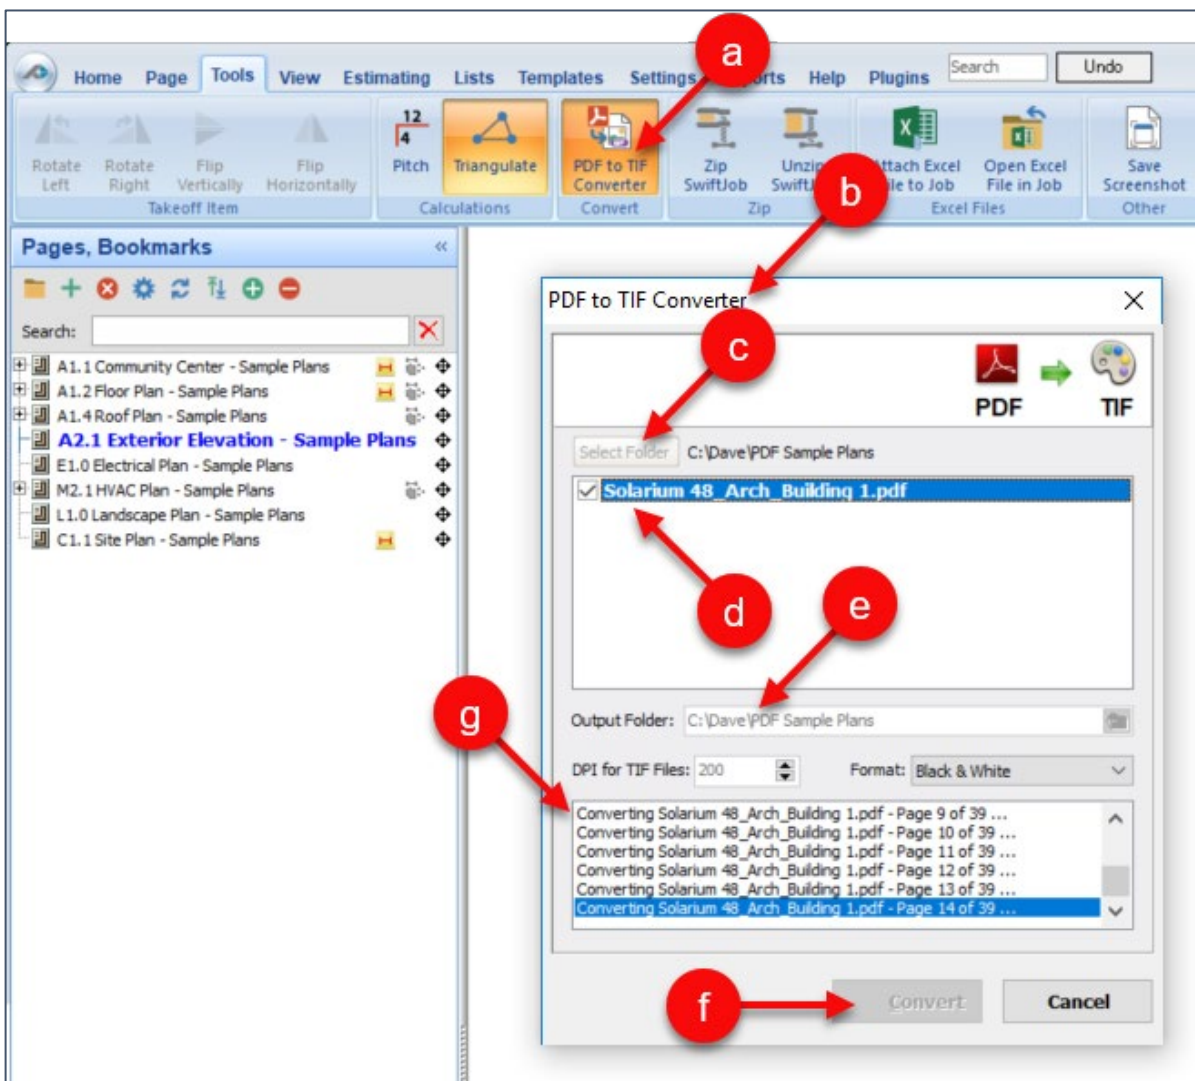 a
Home Page Tools View Estimating Lists Templates Settings Reports Help Plugins Search Undo
12
4
Rotate Left
Rotate Right
Flip Vertically
Flip Horizontally
Pitch
Triangulate
PDF to TIF Converter
Zip SwiftJob
Unzip
Attach Excel File to Job
Open Excel File in Job
Save Screenshot
Takeoff Item Calculations Convert Zip Excel Files Other
b
Pages, Bookmarks
Search:
A1.1 Community Center - Sample Plans
A1.2 Floor Plan - Sample Plans
A1.4 Roof Plan - Sample Plans
A2.1 Exterior Elevation - Sample Plans
E1.0 Electrical Plan - Sample Plans
M2.1 HVAC Plan - Sample Plans
L1.0 Landscape Plan - Sample Plans
C1.1 Site Plan - Sample Plans
PDF to TIF Converter
c
PDF TIF
Select Folder C:\Dave\PDF Sample Plans
Solarium 48_Arch_Building 1.pdf
d
e
g
Output Folder: C:\Dave\PDF Sample Plans
DPI for TIF Files: 200 Format: Black & White
Converting Solarium 48_Arch_Building 1.pdf - Page 9 of 39 ...
Converting Solarium 48_Arch_Building 1.pdf - Page 10 of 39 ...
Converting Solarium 48_Arch_Building 1.pdf - Page 11 of 39 ...
Converting Solarium 48_Arch_Building 1.pdf - Page 12 of 39 ...
Converting Solarium 48_Arch_Building 1.pdf - Page 13 of 39 ...
Converting Solarium 48_Arch_Building 1.pdf - Page 14 of 39 ...
f
Convert Cancel